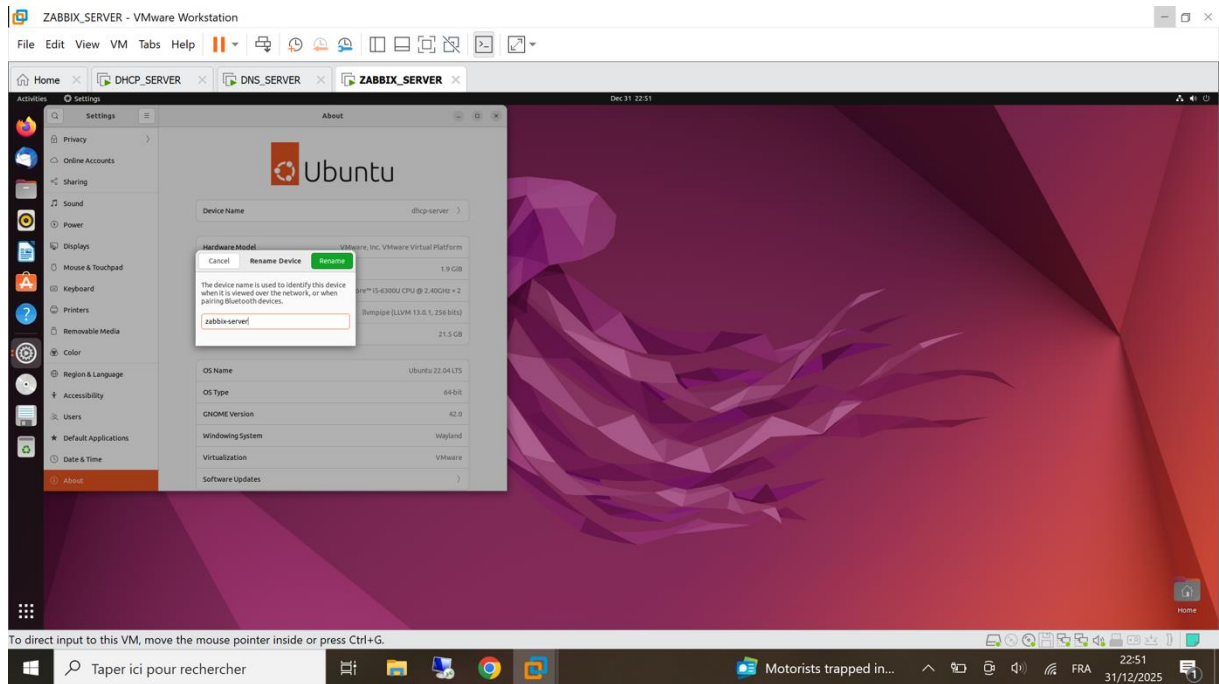 ZABBIX_SERVER - VMware Workstation
File Edit View VM Tabs Help
Home DHCP_SERVER DNS_SERVER ZABBIX_SERVER
Activities Settings Dec 31 22:51
Settings About
Privacy
Online Accounts
Sharing
Sound
Power
Displays
Mouse & Touchpad
Keyboard
Printers
Removable Media
Color
Region & Language
Accessibility
Users
Default Applications
Date & Time
About
Ubuntu
Device Name dhcp-server
Hardware Model VMware, Inc. VMware Virtual Platform
1.9 GiB
i5-6300U CPU @ 2.40GHz × 2
llvmpipe (LLVM 13.0.1, 256 bits)
21.5 GB
Cancel Rename Device Rename
The device name is used to identify this device
when it is viewed over the network, or when
pairing Bluetooth devices.
zabbix-server
OS Name Ubuntu 22.04 LTS
OS Type 64-bit
GNOME Version 42.0
Windowing System Wayland
Virtualization VMware
Software Updates
Home
To direct input to this VM, move the mouse pointer inside or press Ctrl+G.
Taper ici pour rechercher
Motorists trapped in...
FRA
22:51
31/12/2025